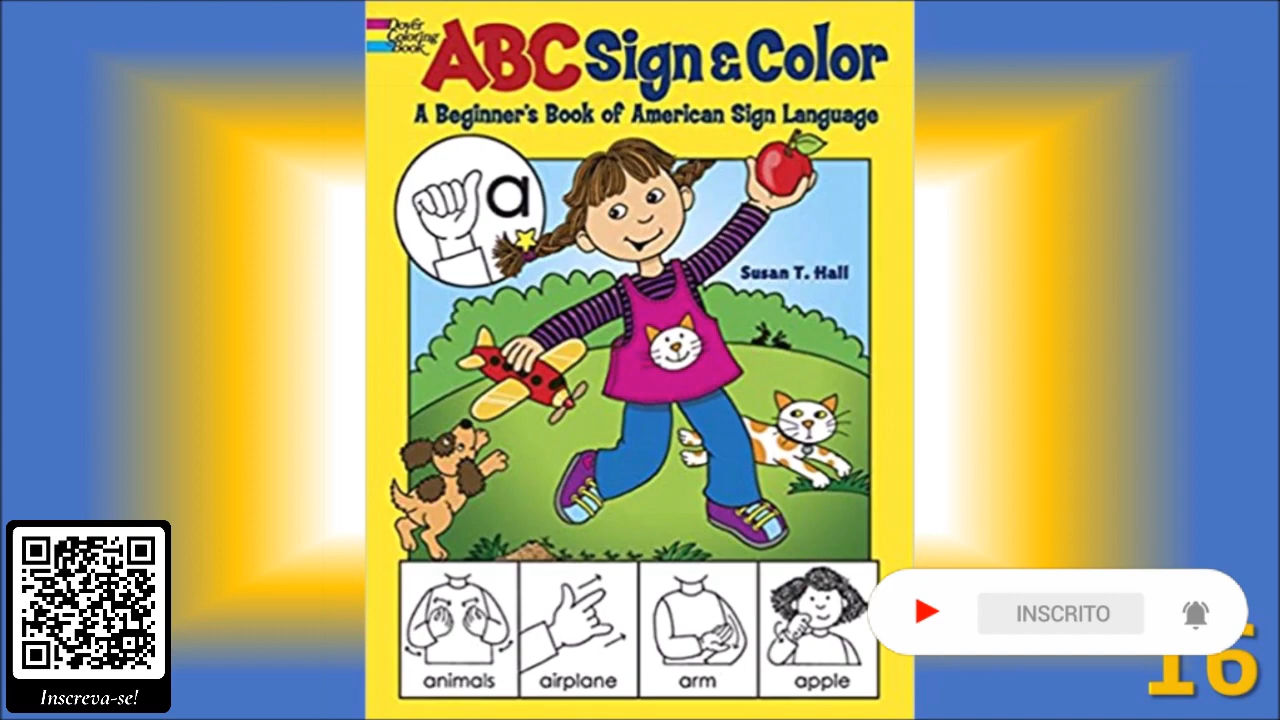 Dover
Coloring
Book
ABC Sign & Color
A Beginner's Book of American Sign Language
a
Susan T. Hall
animals airplane arm apple
INSCRITO
16
Inscreva-se!